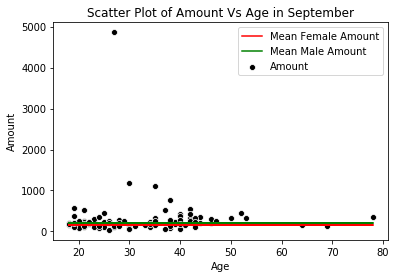 Scatter Plot of Amount Vs Age in September
Mean Female Amount
Mean Male Amount
Amount
Amount
5000
4000
3000
2000
1000
0
20 30 40 50 60 70 80
Age